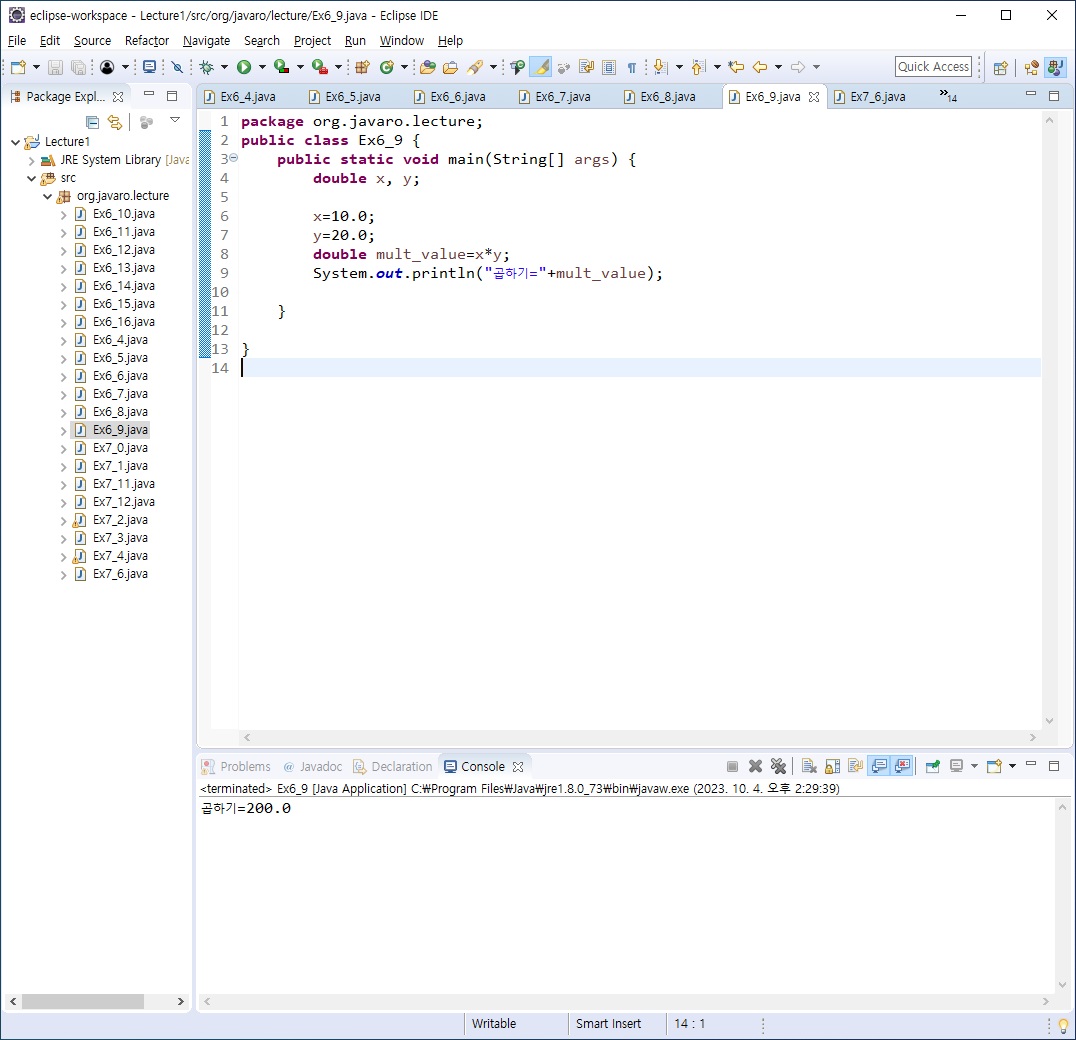 eclipse-workspace - Lecture1/src/org/javaro/lecture/Ex6_9.java - Eclipse IDE
File Edit Source Refactor Navigate Search Project Run Window Help
Quick Access
Package Expl...
Ex6_4.java Ex6_5.java Ex6_6.java Ex6_7.java Ex6_8.java Ex6_9.java Ex7_6.java »14
Lecture1
JRE System Library [Java
src
org.javaro.lecture
Ex6_10.java
Ex6_11.java
Ex6_12.java
Ex6_13.java
Ex6_14.java
Ex6_15.java
Ex6_16.java
Ex6_4.java
Ex6_5.java
Ex6_6.java
Ex6_7.java
Ex6_8.java
Ex6_9.java
Ex7_0.java
Ex7_1.java
Ex7_11.java
Ex7_12.java
Ex7_2.java
Ex7_3.java
Ex7_4.java
Ex7_6.java
1 package org.javaro.lecture;
2 public class Ex6_9 {
3 public static void main(String[] args) {
4 double x, y;
5
6 x=10.0;
7 y=20.0;
8 double mult_value=x*y;
9 System.out.println("곱하기="+mult_value);
10
11 }
12
13 }
14
Problems @ Javadoc Declaration Console
<terminated> Ex6_9 [Java Application] C:₩Program Files₩Java₩jre1.8.0_73₩bin₩javaw.exe (2023. 10. 4. 오후 2:29:39)
곱하기=200.0
Writable Smart Insert 14 : 1